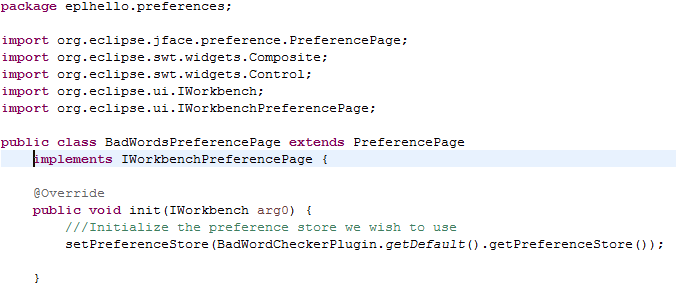 package eplhello.preferences;
import org.eclipse.jface.preference.PreferencePage;
import org.eclipse.swt.widgets.Composite;
import org.eclipse.swt.widgets.Control;
import org.eclipse.ui.IWorkbench;
import org.eclipse.ui.IWorkbenchPreferencePage;
public class BadWordsPreferencePage extends PreferencePage
implements IWorkbenchPreferencePage {
@Override
public void init(IWorkbench arg0) {
///Initialize the preference store we wish to use
setPreferenceStore(BadWordCheckerPlugin.getDefault().getPreferenceStore());
}